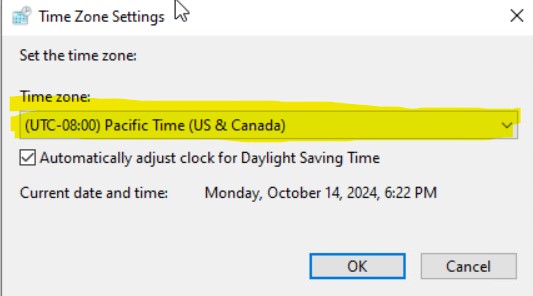 Time Zone Settings
Set the time zone:
Time zone:
(UTC-08:00) Pacific Time (US & Canada)
Automatically adjust clock for Daylight Saving Time
Current date and time: Monday, October 14, 2024, 6:22 PM
OK Cancel